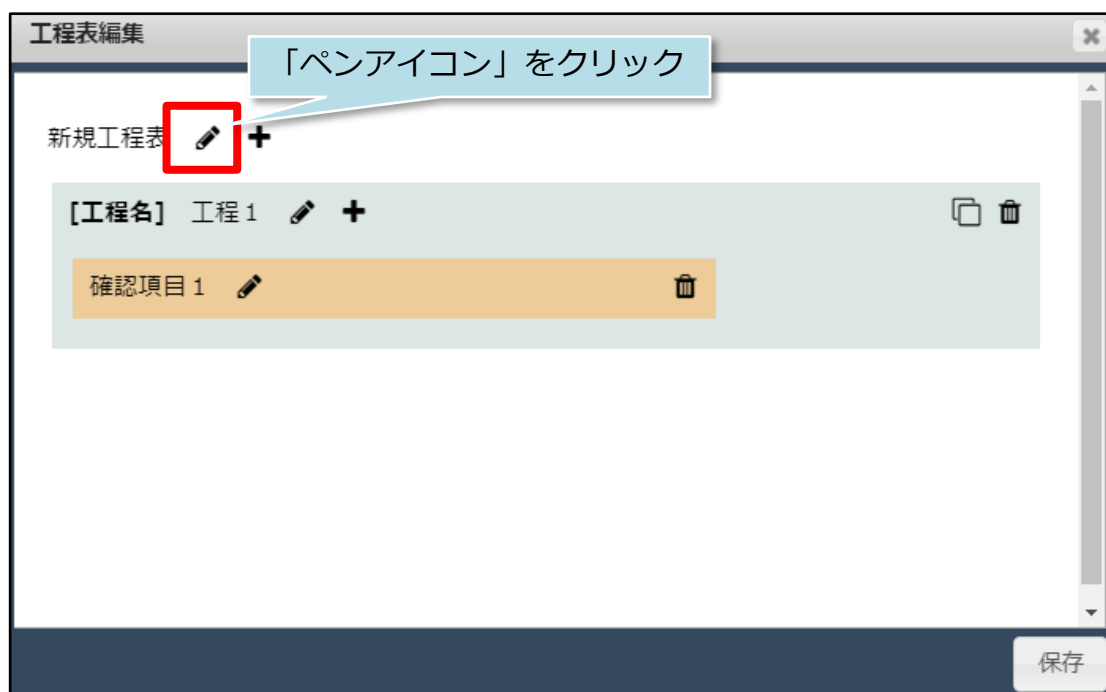 工程表編集
「ペンアイコン」をクリック
新規工程表
[工程名] 工程1
確認項目1
保存